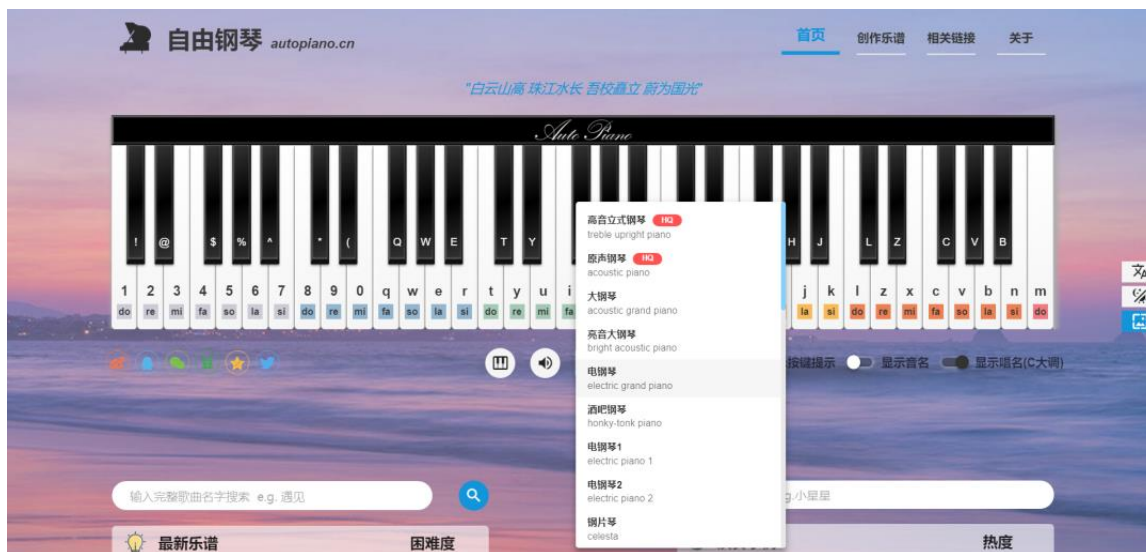 自由钢琴 autopiano.cn
首页 创作乐谱 相关链接 关于
"白云山高 珠江水长 吾校矗立 蔚为国光"
Auto Piano
! @ $ % ^ * ( Q W E T Y H J L Z C V B
1 2 3 4 5 6 7 8 9 0 q w e r t y u i j k l z x c v b n m
do re mi fa so la si do re mi fa so la si do re mi fa la si do re mi fa so la si do
高音立式钢琴 HQ
treble upright piano
原声钢琴 HQ
acoustic piano
大钢琴
acoustic grand piano
高音大钢琴
bright acoustic piano
电钢琴
electric grand piano
酒吧钢琴
honky-tonk piano
电钢琴1
electric piano 1
电钢琴2
electric piano 2
钢片琴
celesta
按键提示 显示音名 显示唱名(C大调)
输入完整歌曲名字搜索 e.g. 遇见
g.小星星
最新乐谱 困难度
热度